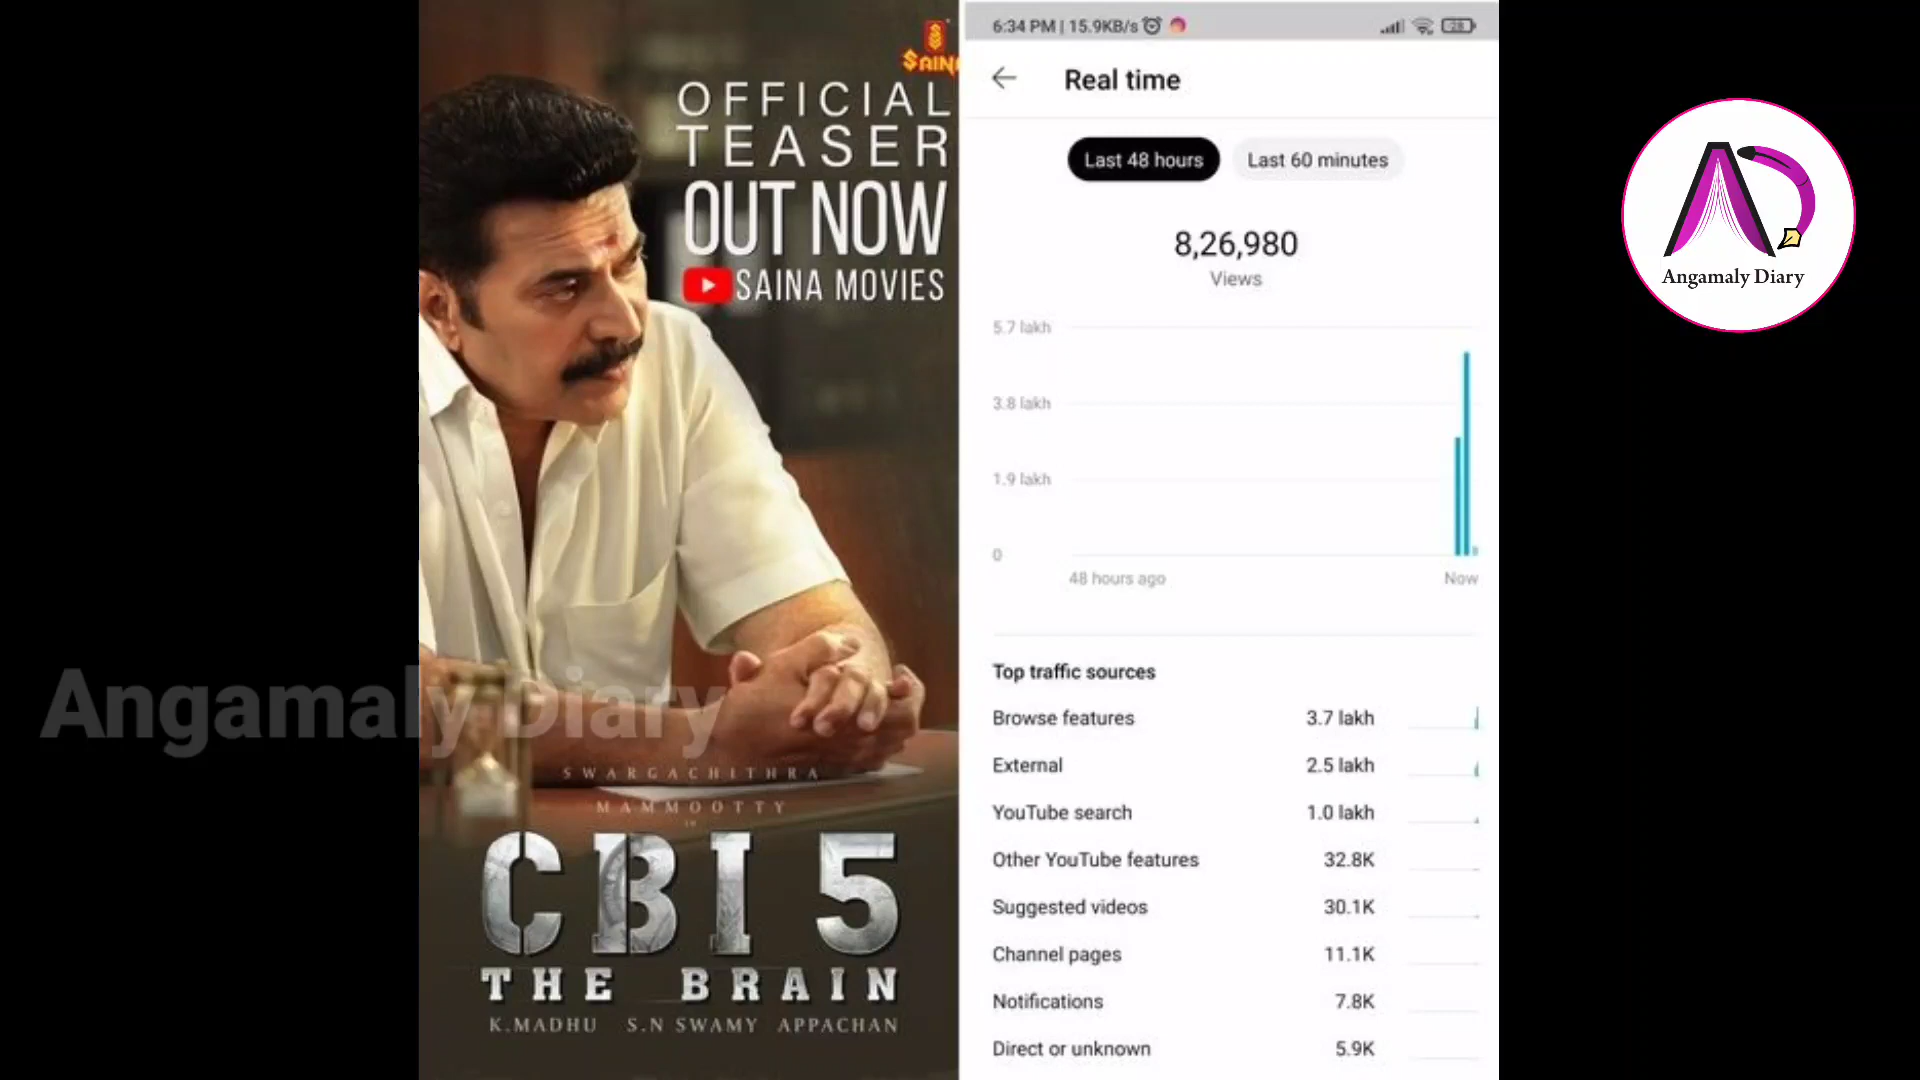 SAINA
OFFICIAL
TEASER
OUT NOW
SAINA MOVIES
SWARGACHITHRA
MAMMOOTTY
IN
CBI 5
THE BRAIN
K.MADHU S.N SWAMY APPACHAN
6:34 PM | 15.9KB/s
28
Real time
Last 48 hours
Last 60 minutes
8,26,980
Views
5.7 lakh
3.8 lakh
1.9 lakh
0
48 hours ago
Now
Top traffic sources
Browse features 3.7 lakh
External 2.5 lakh
YouTube search 1.0 lakh
Other YouTube features 32.8K
Suggested videos 30.1K
Channel pages 11.1K
Notifications 7.8K
Direct or unknown 5.9K
Angamaly Diary
Angamaly Diary